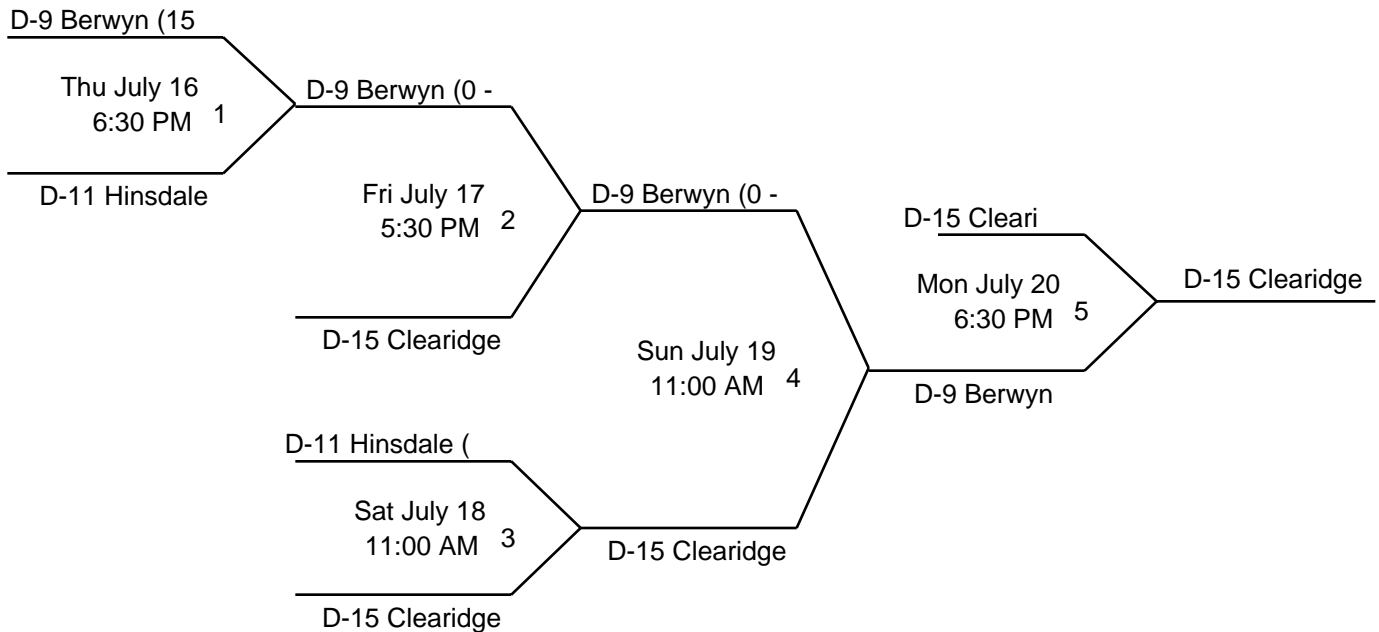 D-9 Berwyn (15
Thu July 16
6:30 PM 1
D-11 Hinsdale
D-9 Berwyn (0 -
Fri July 17
5:30 PM 2
D-15 Clearidge
D-11 Hinsdale (
Sat July 18
11:00 AM 3
D-15 Clearidge
D-9 Berwyn (0 -
Sun July 19
11:00 AM 4
D-15 Clearidge
D-15 Cleari
Mon July 20
6:30 PM 5
D-9 Berwyn
D-15 Clearidge